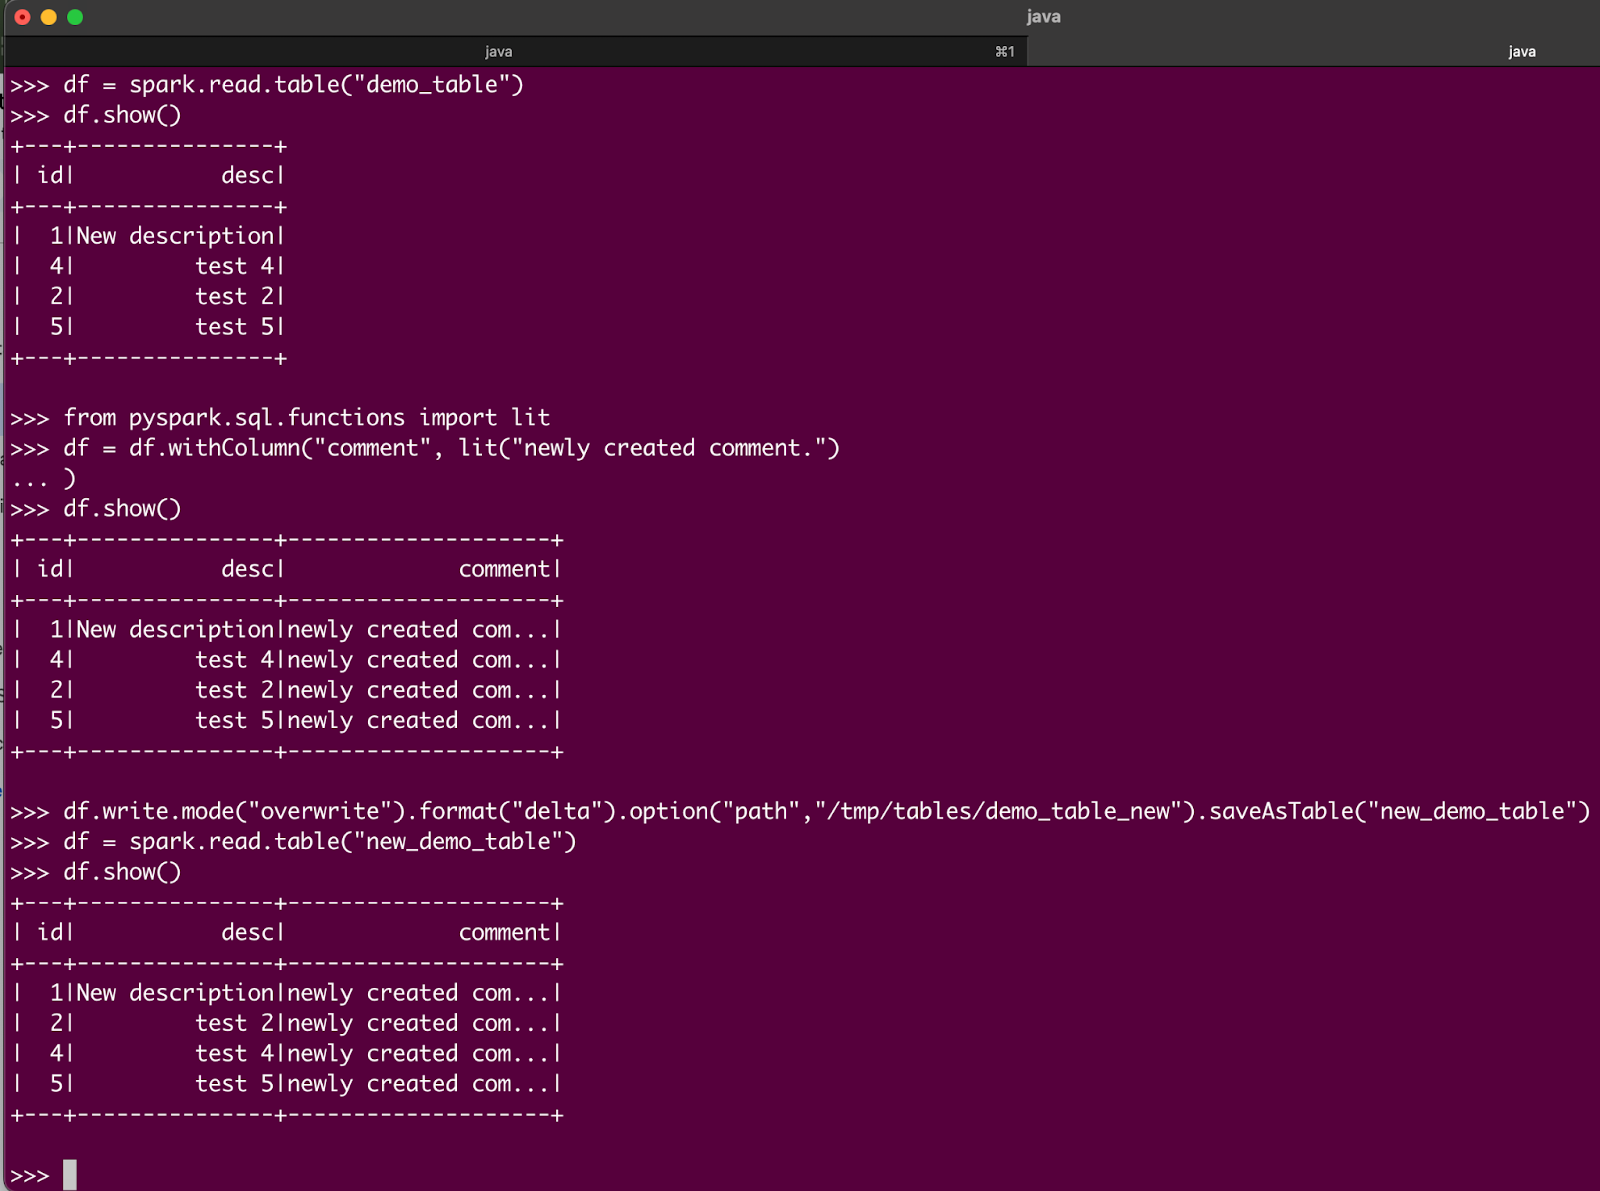 java
java ⌘1 java
>>> df = spark.read.table("demo_table")
>>> df.show()
+---+---------------+
| id|           desc|
+---+---------------+
|  1|New description|
|  4|         test 4|
|  2|         test 2|
|  5|         test 5|
+---+---------------+
>>> from pyspark.sql.functions import lit
>>> df = df.withColumn("comment", lit("newly created comment.")
... )
>>> df.show()
+---+---------------+--------------------+
| id|           desc|             comment|
+---+---------------+--------------------+
|  1|New description|newly created com...|
|  4|         test 4|newly created com...|
|  2|         test 2|newly created com...|
|  5|         test 5|newly created com...|
+---+---------------+--------------------+
>>> df.write.mode("overwrite").format("delta").option("path","/tmp/tables/demo_table_new").saveAsTable("new_demo_table")
>>> df = spark.read.table("new_demo_table")
>>> df.show()
+---+---------------+--------------------+
| id|           desc|             comment|
+---+---------------+--------------------+
|  1|New description|newly created com...|
|  2|         test 2|newly created com...|
|  4|         test 4|newly created com...|
|  5|         test 5|newly created com...|
+---+---------------+--------------------+
>>>